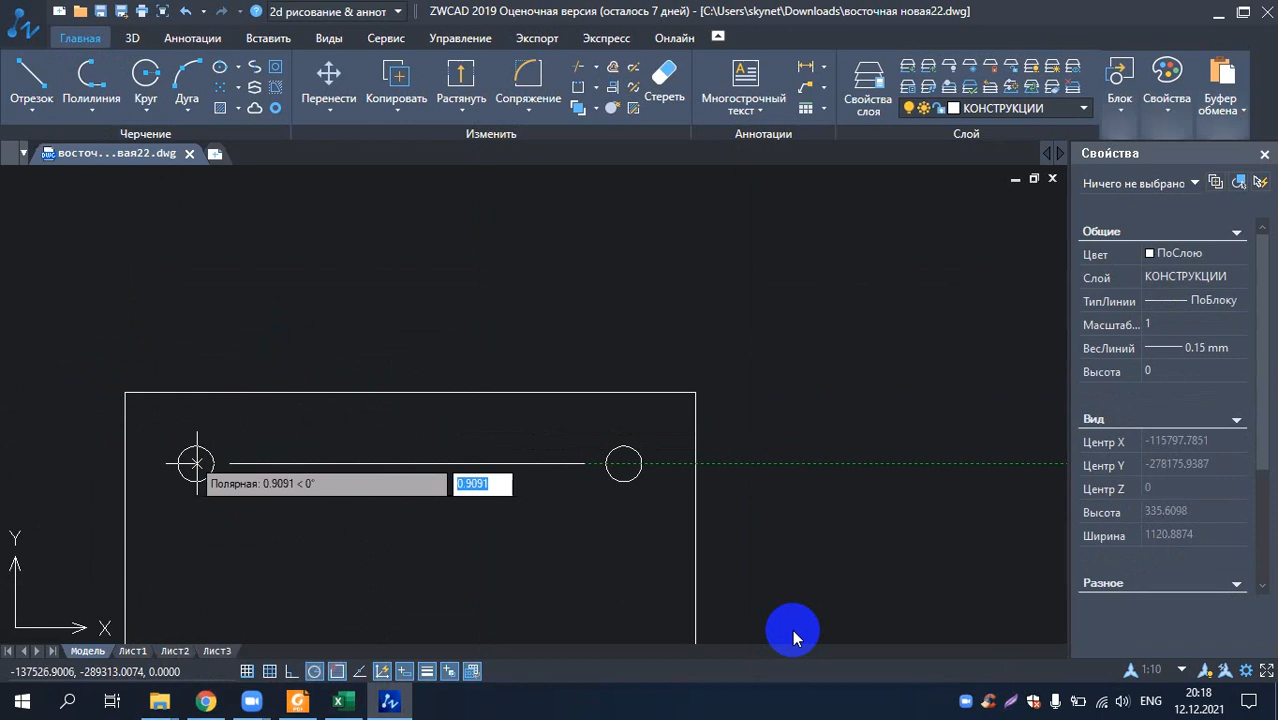 2d рисование & аннот
ZWCAD 2019 Оценочная версия (осталось 7 дней) - [C:\Users\skynet\Downloads\восточная новая22.dwg]
Главная
3D
Аннотации
Вставить
Виды
Сервис
Управление
Экспорт
Экспресс
Онлайн
Отрезок
Полилиния
Круг
Дуга
Перенести
Копировать
Растянуть
Сопряжение
Стереть
Многострочный
текст
Свойства
слоя
КОНСТРУКЦИИ
Блок
Свойства
Буфер
обмена
Черчение
Изменить
Аннотации
Слой
восточ...вая22.dwg
Свойства
Ничего не выбрано
Общие
Цвет ПоСлою
Слой КОНСТРУКЦИИ
ТипЛинии ПоБлоку
Масштаб... 1
ВесЛиний 0.15 mm
Высота 0
Вид
Центр X -115797.7851
Центр Y -278175.9387
Центр Z 0
Высота 335.6098
Ширина 1120.8874
Разное
Полярная: 0.9091 < 0°
0.9091
Y
X
Модель
Лист1
Лист2
Лист3
-137526.9006, -289313.0074, 0.0000
1:10
ENG
20:18
12.12.2021